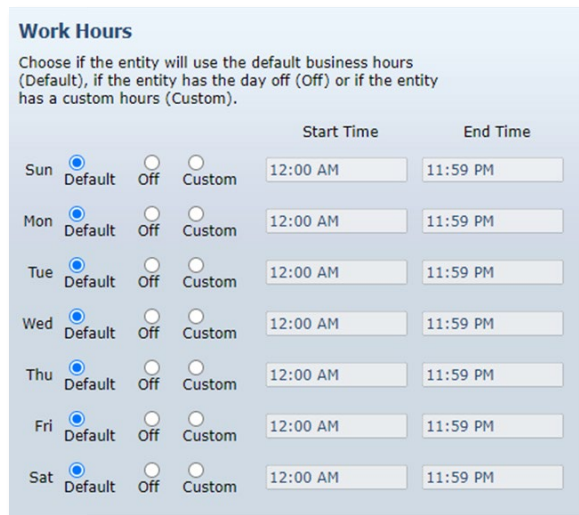 Work Hours
Choose if the entity will use the default business hours
(Default), if the entity has the day off (Off) or if the entity
has a custom hours (Custom).
Start Time End Time
Sun Default Off Custom 12:00 AM 11:59 PM
Mon Default Off Custom 12:00 AM 11:59 PM
Tue Default Off Custom 12:00 AM 11:59 PM
Wed Default Off Custom 12:00 AM 11:59 PM
Thu Default Off Custom 12:00 AM 11:59 PM
Fri Default Off Custom 12:00 AM 11:59 PM
Sat Default Off Custom 12:00 AM 11:59 PM